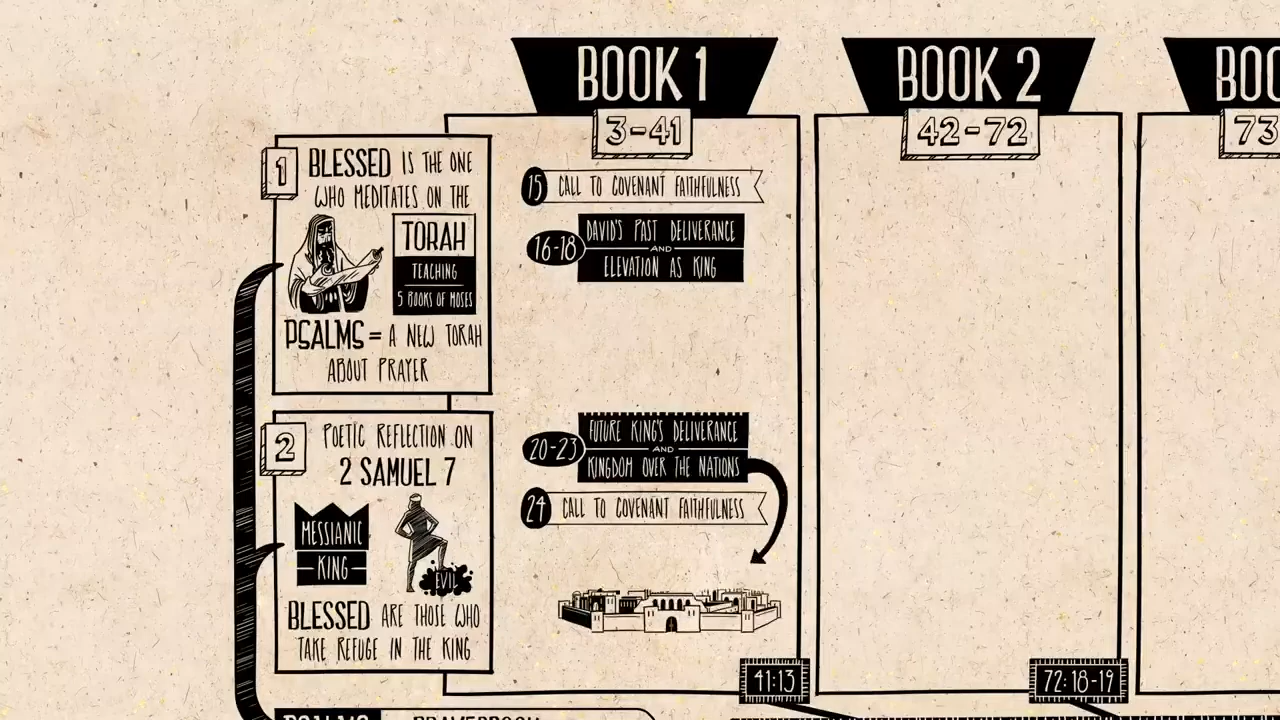 BOOK 1
3-41
BOOK 2
42-72
73
1
BLESSED IS THE ONE
WHO MEDITATES ON THE
TORAH
TEACHING
5 BOOKS OF MOSES
PSALMS = A NEW TORAH
ABOUT PRAYER
2
POETIC REFLECTION ON
2 SAMUEL 7
MESSIANIC
KING
EVIL
BLESSED ARE THOSE WHO
TAKE REFUGE IN THE KING
15 CALL TO COVENANT FAITHFULNESS
16-18 DAVID'S PAST DELIVERANCE
AND
ELEVATION AS KING
20-23 FUTURE KING'S DELIVERANCE
AND
KINGDOM OVER THE NATIONS
24 CALL TO COVENANT FAITHFULNESS
41:13
72:18-19